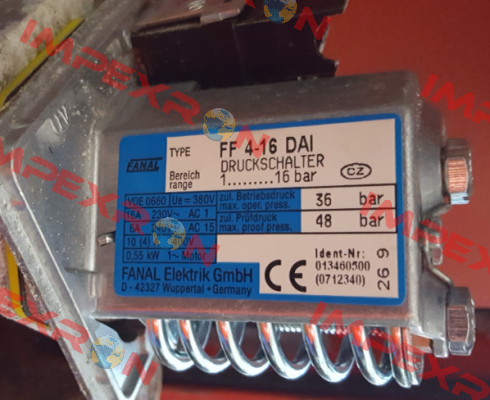 IMPEXRON
FANAL
TYPE FF 4-16 DAI
DRUCKSCHALTER
Bereich
range 1.........16 bar
CZ
VDE 0660 Ue = 380V
16A 230V~ AC 1
6A 230V~ AC 15
10 (4)
0,55 kW 1~ Motor
zul. Betriebsdruck
max. oper. press. 36 bar
zul. Prüfdruck
max. proof press. 48 bar
FANAL Elektrik GmbH
D - 42327 Wuppertal • Germany
CE
Ident-Nr:
013460500
(0712340)
269